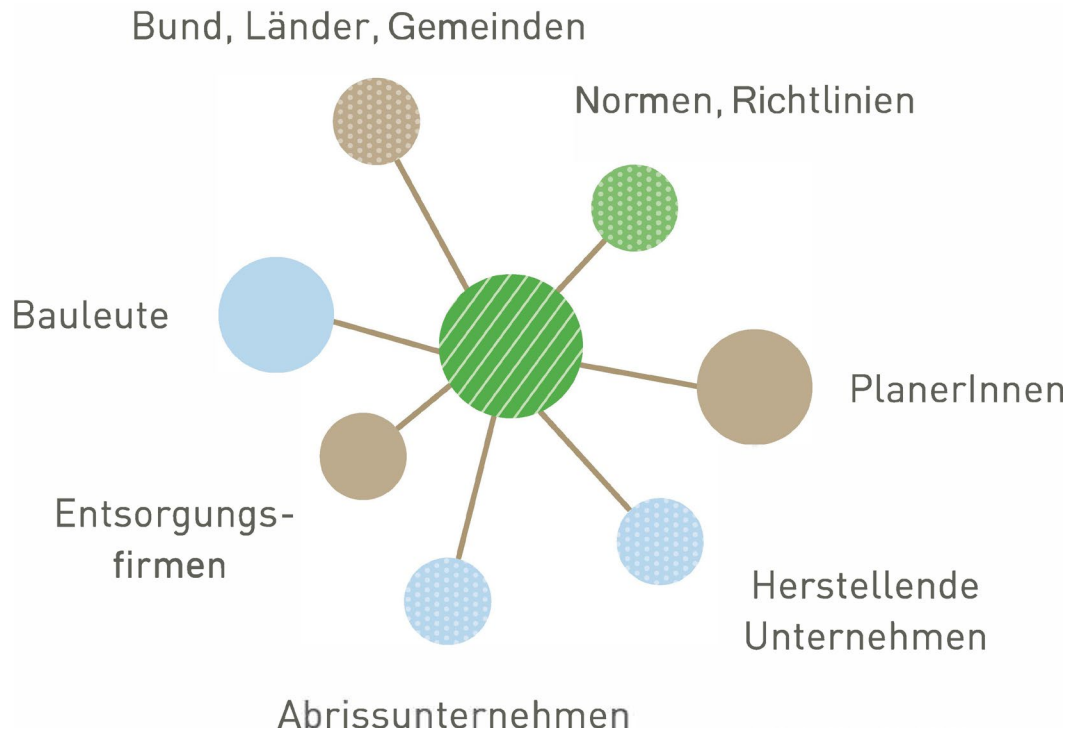 Bund, Länder, Gemeinden
Normen, Richtlinien
Bauleute
PlanerInnen
Entsorgungs-
firmen
Herstellende
Unternehmen
Abrissunternehmen